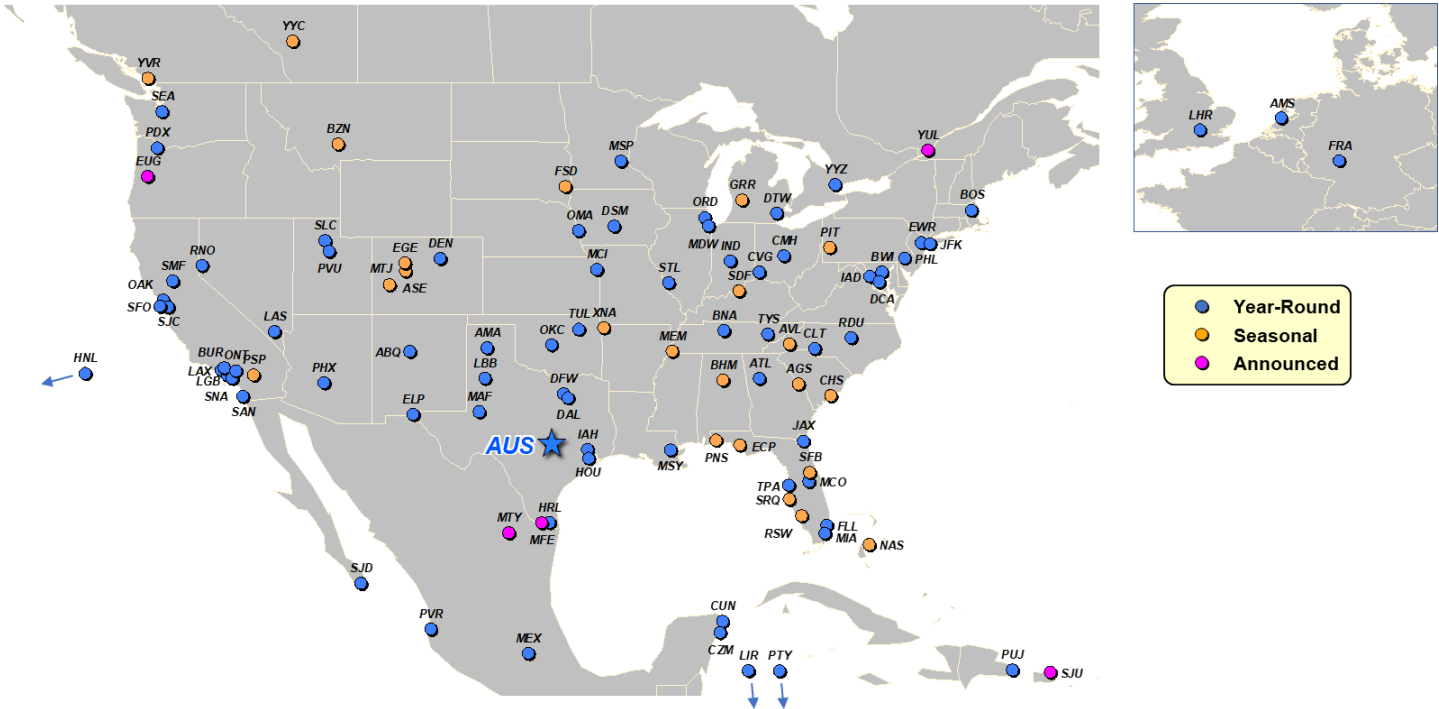 YYC
YVR
SEA
PDX
EUG
BZN
MSP
FSD
YUL
YYZ
GRR
DTW
BOS
ORD
OMA
DSM
MDW
IND
CMH
PIT
EWR
JFK
SLC
PVU
RNO
SMF
OAK
SFO
SJC
EGE
DEN
MTJ
ASE
MCI
STL
CVG
SDF
BWI
PHL
IAD
DCA
LAS
TUL
XNA
OKC
AMA
ABQ
BNA
TYS
AVL
CLT
RDU
MEM
HNL
BUR
ONT
PSP
LAX
LGB
SNA
SAN
PHX
LBB
ELP
MAF
DFW
DAL
BHM
ATL
AGS
CHS
AUS
IAH
HOU
MSY
PNS
ECP
JAX
SFB
MCO
TPA
SRQ
RSW
FLL
MIA
NAS
MTY
HRL
MFE
SJD
PVR
MEX
CUN
CZM
LIR
PTY
PUJ
SJU
LHR
AMS
FRA
Year-Round
Seasonal
Announced